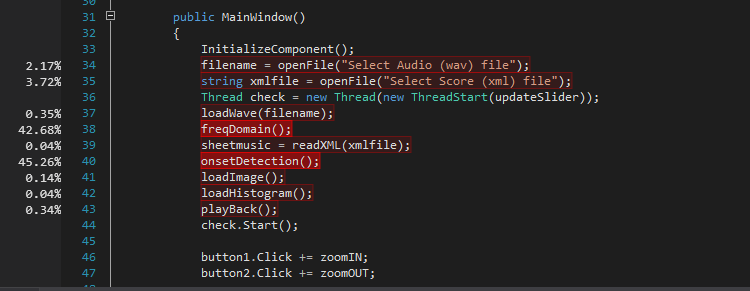 30
31 public MainWindow()
32 {
33 InitializeComponent();
2.17% 34 filename = openFile("Select Audio (wav) file");
3.72% 35 string xmlfile = openFile("Select Score (xml) file");
36 Thread check = new Thread(new ThreadStart(updateSlider));
0.35% 37 loadWave(filename);
42.68% 38 freqDomain();
0.04% 39 sheetmusic = readXML(xmlfile);
45.26% 40 onsetDetection();
0.14% 41 loadImage();
0.04% 42 loadHistogram();
0.34% 43 playBack();
44 check.Start();
45
46 button1.Click += zoomIN;
47 button2.Click += zoomOUT;
48